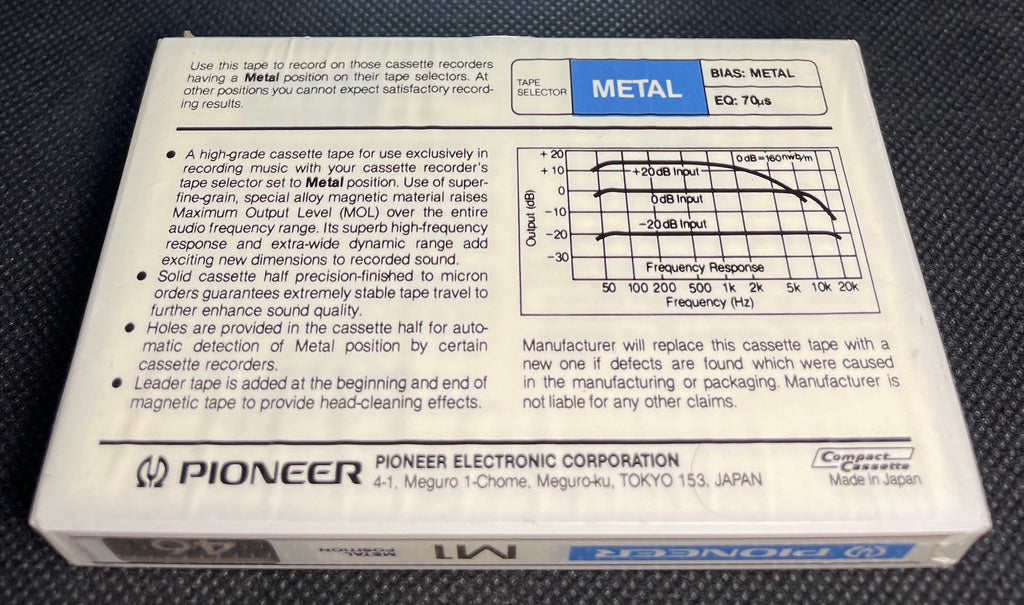 Use this tape to record on those cassette recorders
having a Metal position on their tape selectors. At
other positions you cannot expect satisfactory record-
ing results.
TAPE
SELECTOR
METAL
BIAS: METAL
EQ: 70μs
• A high-grade cassette tape for use exclusively in
recording music with your cassette recorder's
tape selector set to Metal position. Use of super-
fine-grain, special alloy magnetic material raises
Maximum Output Level (MOL) over the entire
audio frequency range. Its superb high-frequency
response and extra-wide dynamic range add
exciting new dimensions to recorded sound.
• Solid cassette half precision-finished to micron
orders guarantees extremely stable tape travel to
further enhance sound quality.
• Holes are provided in the cassette half for auto-
matic detection of Metal position by certain
cassette recorders.
• Leader tape is added at the beginning and end of
magnetic tape to provide head-cleaning effects.
Output (dB)
+20
+10
0
-10
-20
-30
0dB=160nwb/m
+20dB Input
0dB Input
-20dB Input
Frequency Response
50 100 200 500 1k 2k 5k 10k 20k
Frequency (Hz)
Manufacturer will replace this cassette tape with a
new one if defects are found which were caused
in the manufacturing or packaging. Manufacturer is
not liable for any other claims.
PIONEER
PIONEER ELECTRONIC CORPORATION
4-1, Meguro 1-Chome, Meguro-ku, TOKYO 153, JAPAN
Compact
Cassette
Made in Japan
PIONEER
M1
METAL
POSITION
46